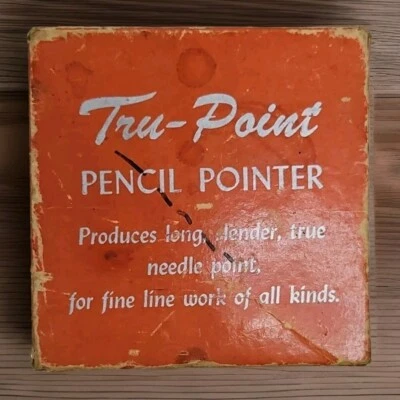 Tru-Point
PENCIL POINTER
Produces long, slender, true
needle point,
for fine line work of all kinds.